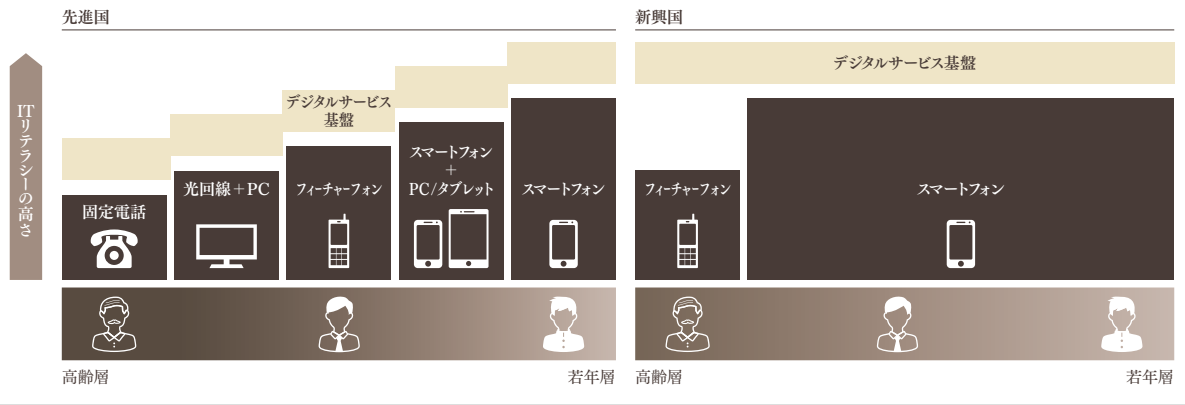 先進国
新興国
ITリテラシーの高さ
デジタルサービス
基盤
固定電話
光回線＋PC
フィーチャーフォン
スマートフォン
＋
PC/タブレット
スマートフォン
高齢層
若年層
デジタルサービス基盤
フィーチャーフォン
スマートフォン
高齢層
若年層